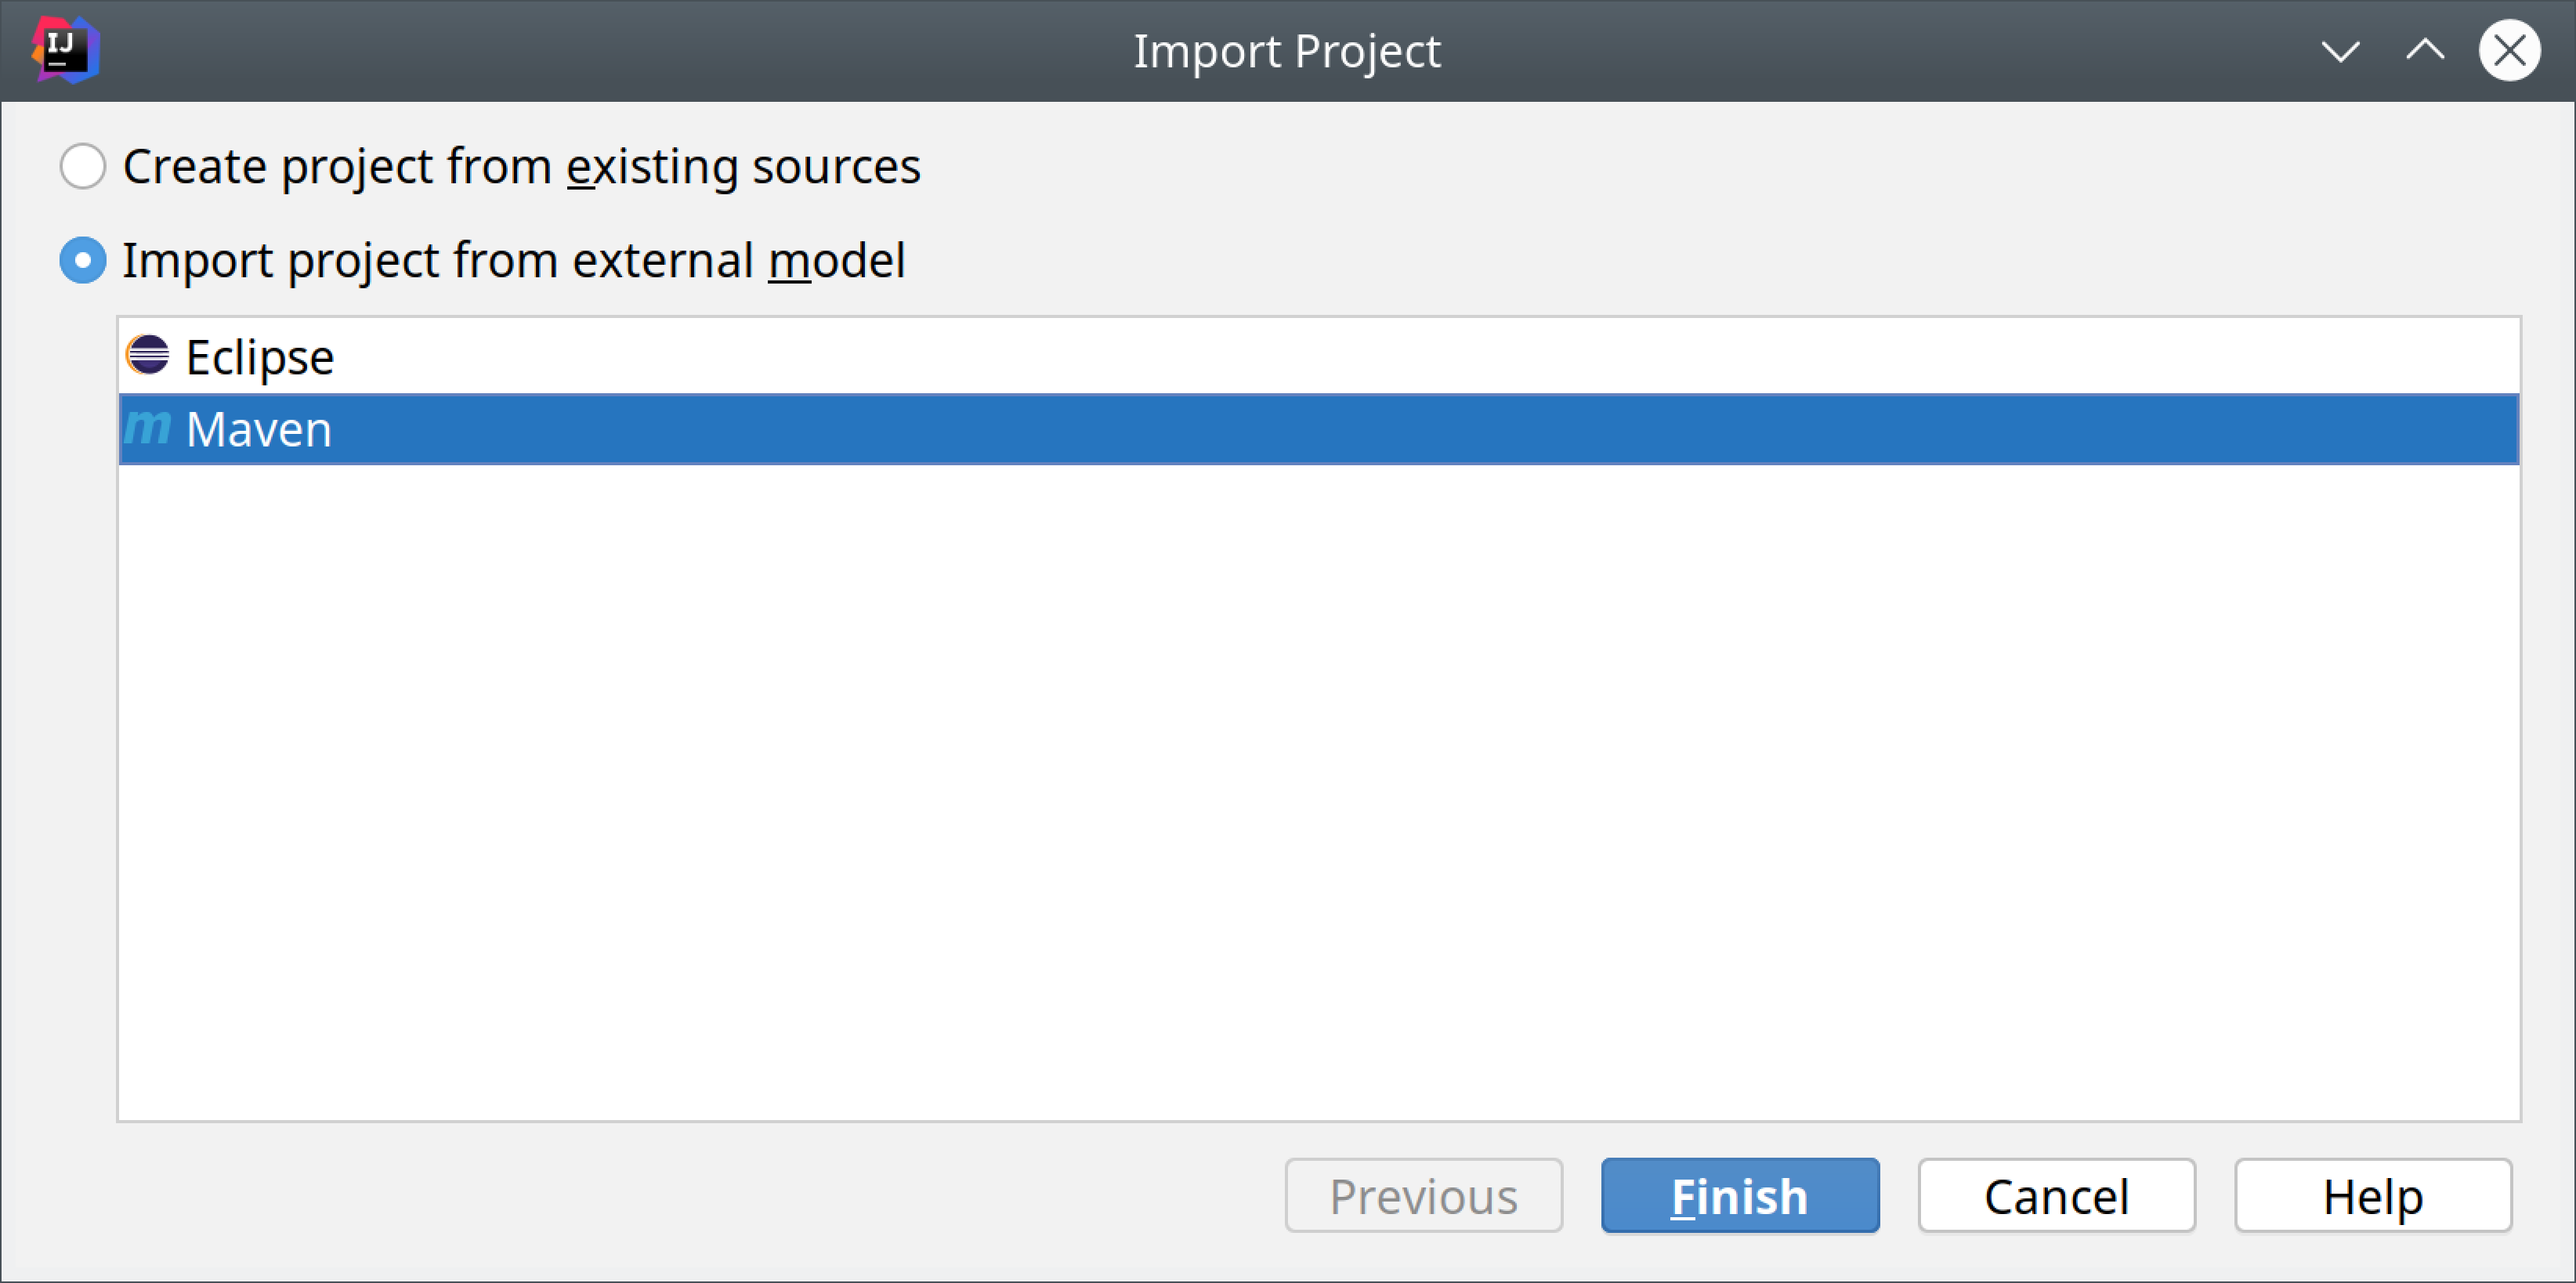 IJ
Import Project
Create project from existing sources
Import project from external model
Eclipse
m Maven
Previous Finish Cancel Help